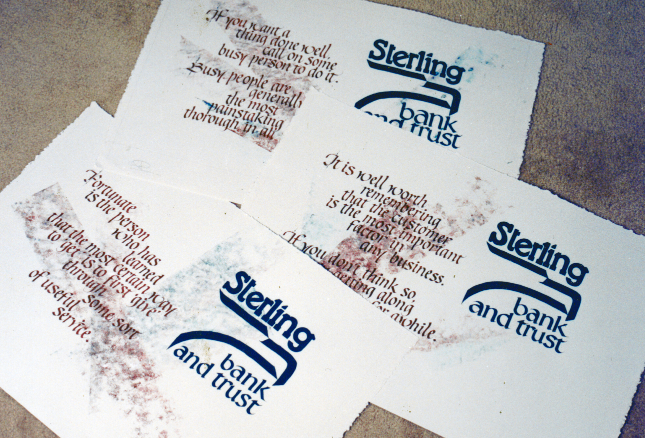 If you want a
thing done well,
call on some
busy person to do it.
Busy people are
generally
the most
painstaking
thorough, in all
Sterling
bank
and trust
It is well worth
remembering
that the customer
is the most important
factor in
any business.
If you don't think so,
along
for awhile.
Sterling
bank
and trust
Fortunate
is the person
who has
learned
that the most certain way
to get is to first give
through some sort
of useful
service.
Sterling
bank
and trust